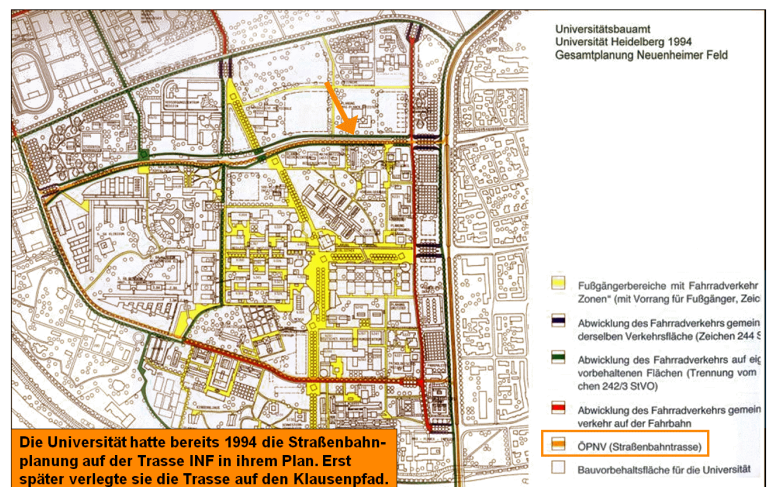 Universitätsbauamt
Universität Heidelberg 1994
Gesamtplanung Neuenheimer Feld
Fußgängerbereiche mit Fahrradverkehr
Zonen" (mit Vorrang für Fußgänger, Zeic
Abwicklung des Fahrradverkehrs gemein
derselben Verkehrsfläche (Zeichen 244 S
Abwicklung des Fahrradverkehrs auf eig
vorbehaltenen Flächen (Trennung vom
chen 242/3 StVO)
Abwicklung des Fahrradverkehrs gemein
verkehr auf der Fahrbahn
ÖPNV (Straßenbahntrasse)
Bauvorbehaltsfläche für die Universität
Die Universität hatte bereits 1994 die Straßenbahn-
planung auf der Trasse INF in ihrem Plan. Erst
später verlegte sie die Trasse auf den Klausenpfad.